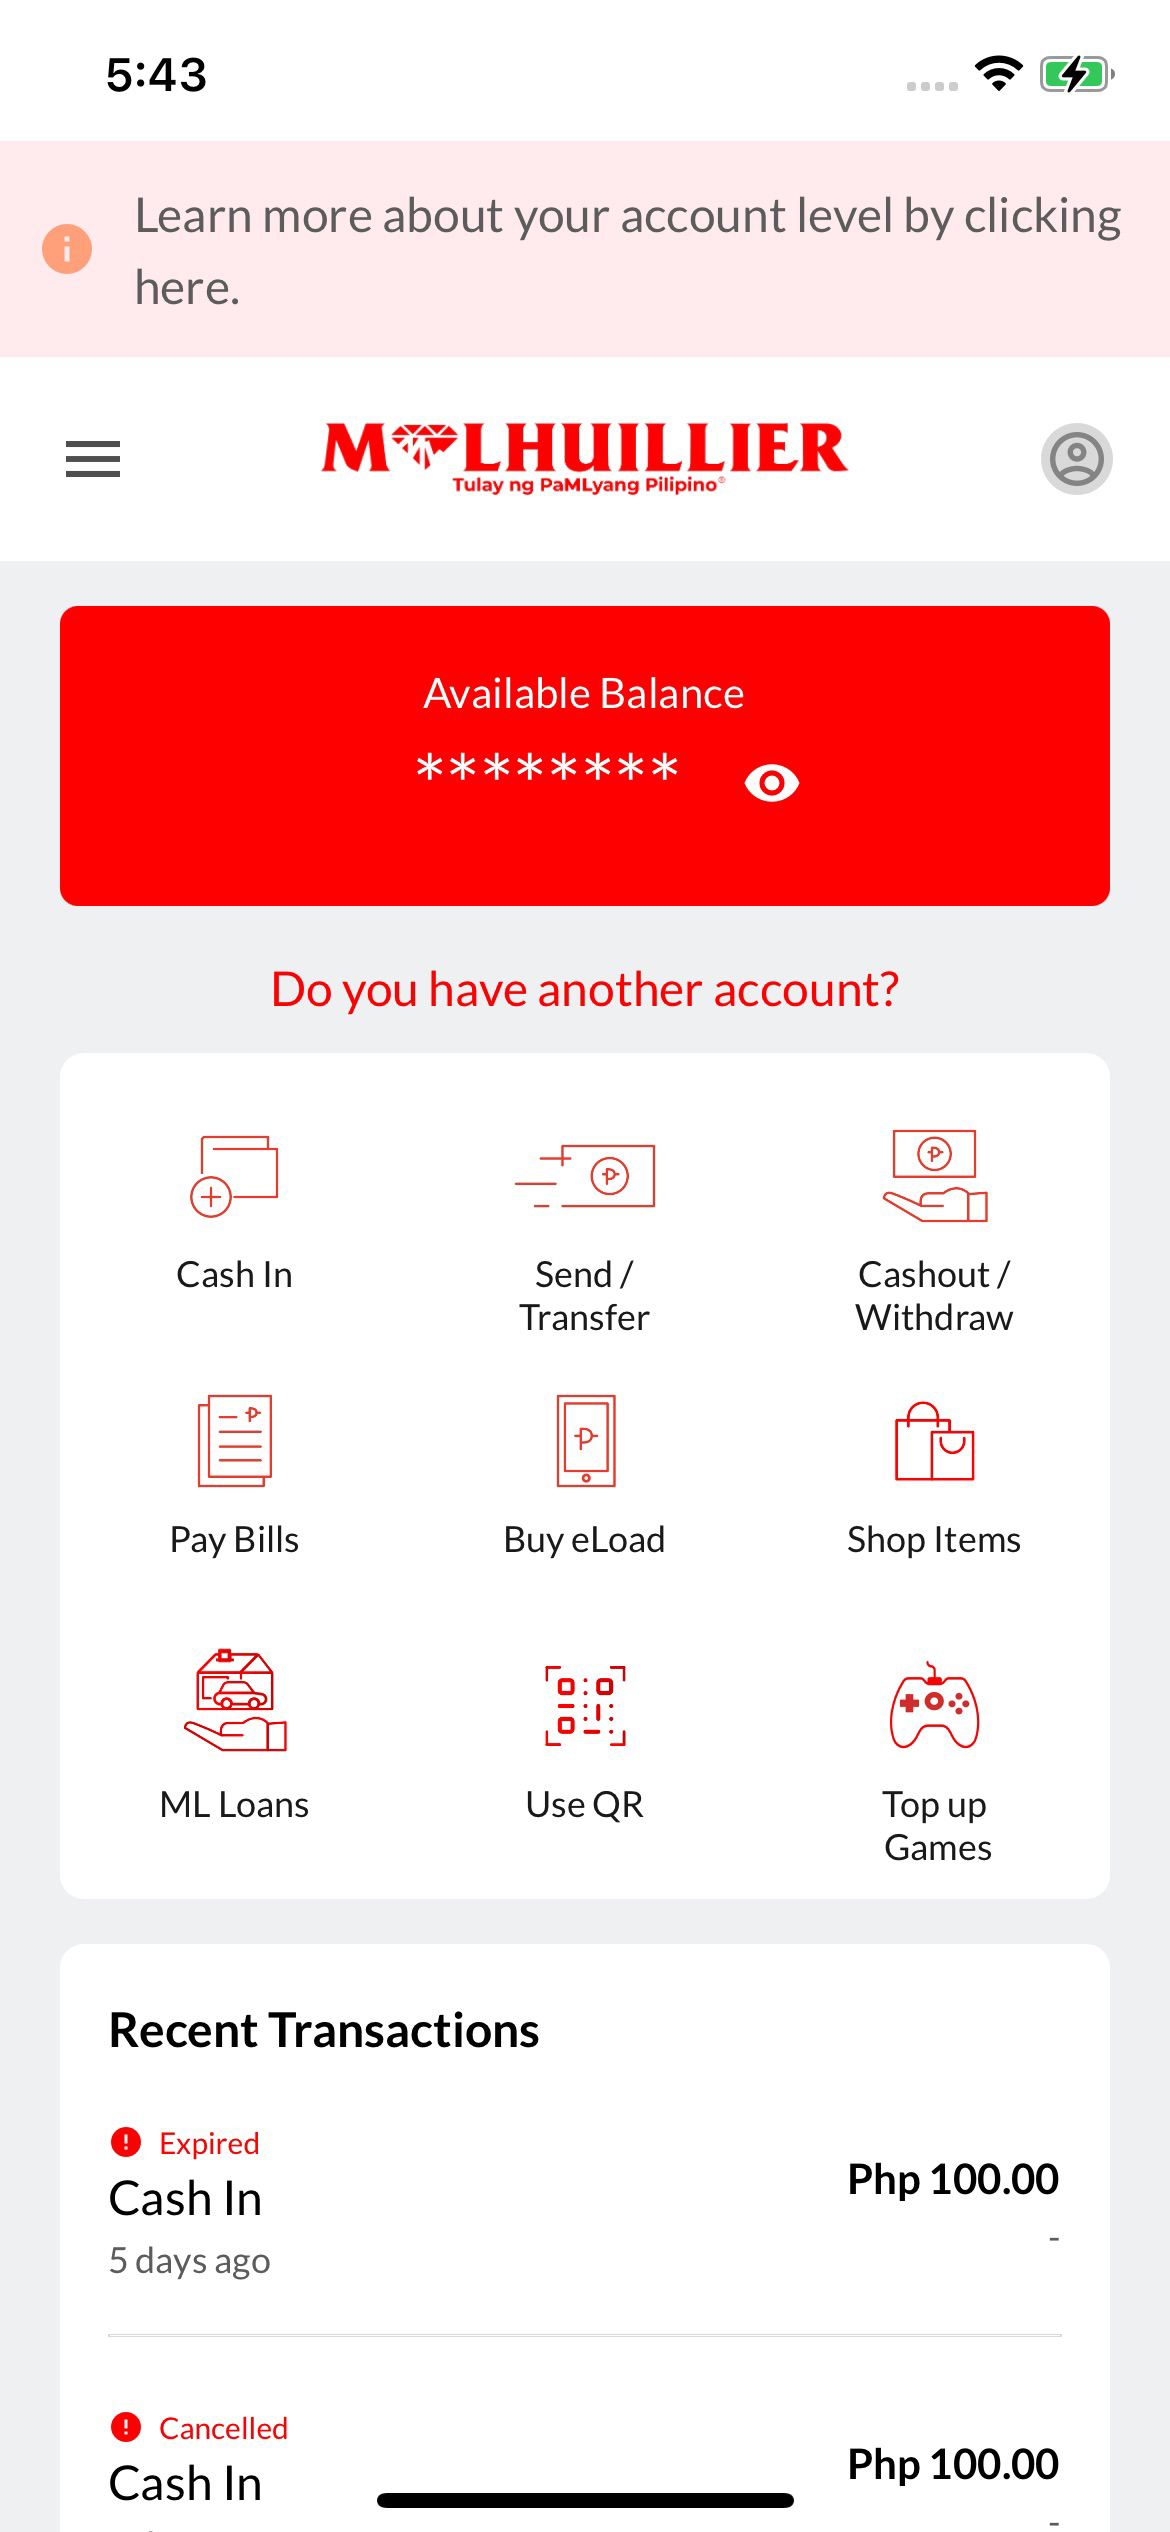 5:43
Learn more about your account level by clicking
here.
M LHUILLIER
Tulay ng PaMLyang Pilipino®
Available Balance
********
Do you have another account?
Cash In
Send /
Transfer
Cashout /
Withdraw
Pay Bills
Buy eLoad
Shop Items
ML Loans
Use QR
Top up
Games
Recent Transactions
Expired
Cash In
Php 100.00
-
5 days ago
Cancelled
Cash In
Php 100.00
-